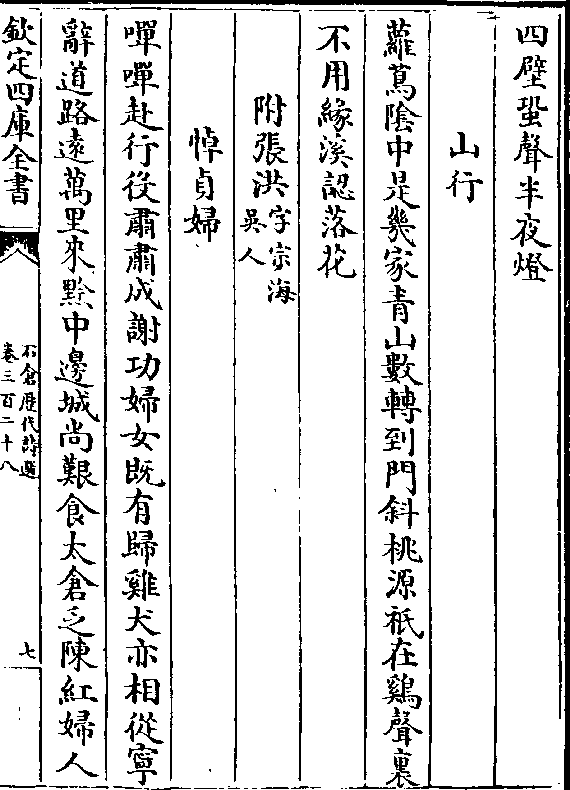 四壁蛩聲半夜燈
山行
蘿蔦陰中是幾家青山數轉到門斜桃源祗在鷄聲裏
不用緣溪認落花
附張洪字宗海
吳人
悼貞婦
嘽嘽赴行役肅肅成謝功婦女既有歸雞犬亦相從寧
辭道路遠萬里來黔中邊城尚艱食太倉乏陳紅婦人
欽定四庫全書
石倉歷代詩選
卷三百二十八
七